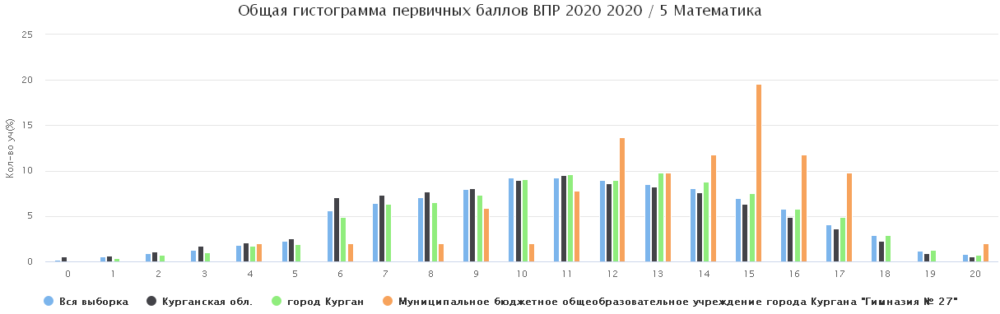 Общая гистограмма первичных баллов ВПР 2020 2020 / 5 Математика
25
20
15
10
5
0
Кол-во уч(%)
0 1 2 3 4 5 6 7 8 9 10 11 12 13 14 15 16 17 18 19 20
Вся выборка Курганская обл. город Курган Муниципальное бюджетное общеобразовательное учреждение города Кургана "Гимназия № 27"